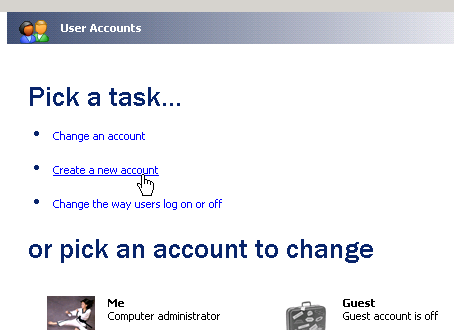 User Accounts
Pick a task...
Change an account
Create a new account
Change the way users log on or off
or pick an account to change
Me
Computer administrator
Guest
Guest account is off